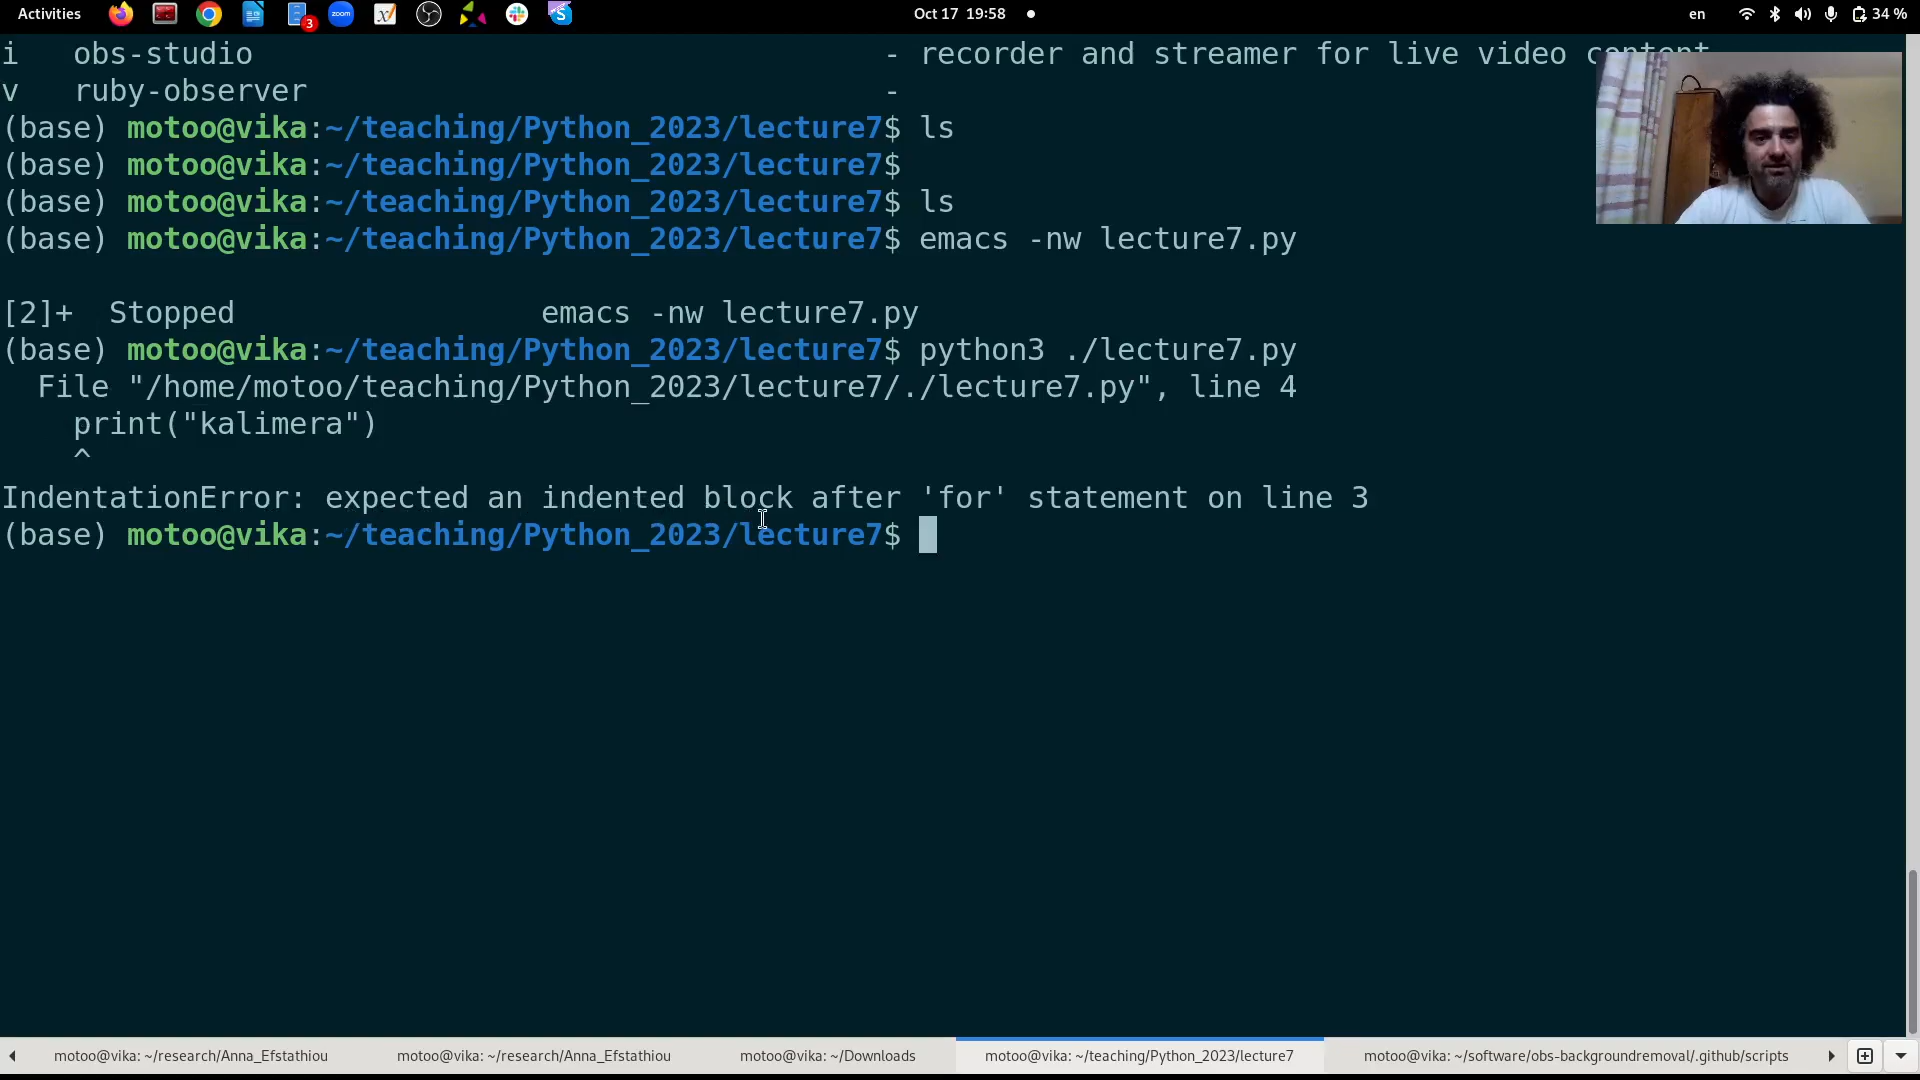 Activities
3
zoom
Oct 17 19:58
en
34 %
i obs-studio - recorder and streamer for live video content
v ruby-observer -
(base) motoo@vika:~/teaching/Python_2023/lecture7$ ls
(base) motoo@vika:~/teaching/Python_2023/lecture7$
(base) motoo@vika:~/teaching/Python_2023/lecture7$ ls
(base) motoo@vika:~/teaching/Python_2023/lecture7$ emacs -nw lecture7.py
[2]+ Stopped emacs -nw lecture7.py
(base) motoo@vika:~/teaching/Python_2023/lecture7$ python3 ./lecture7.py
File "/home/motoo/teaching/Python_2023/lecture7/./lecture7.py", line 4
print("kalimera")
^
IndentationError: expected an indented block after 'for' statement on line 3
(base) motoo@vika:~/teaching/Python_2023/lecture7$
motoo@vika: ~/research/Anna_Efstathiou
motoo@vika: ~/research/Anna_Efstathiou
motoo@vika: ~/Downloads
motoo@vika: ~/teaching/Python_2023/lecture7
motoo@vika: ~/software/obs-backgroundremoval/.github/scripts